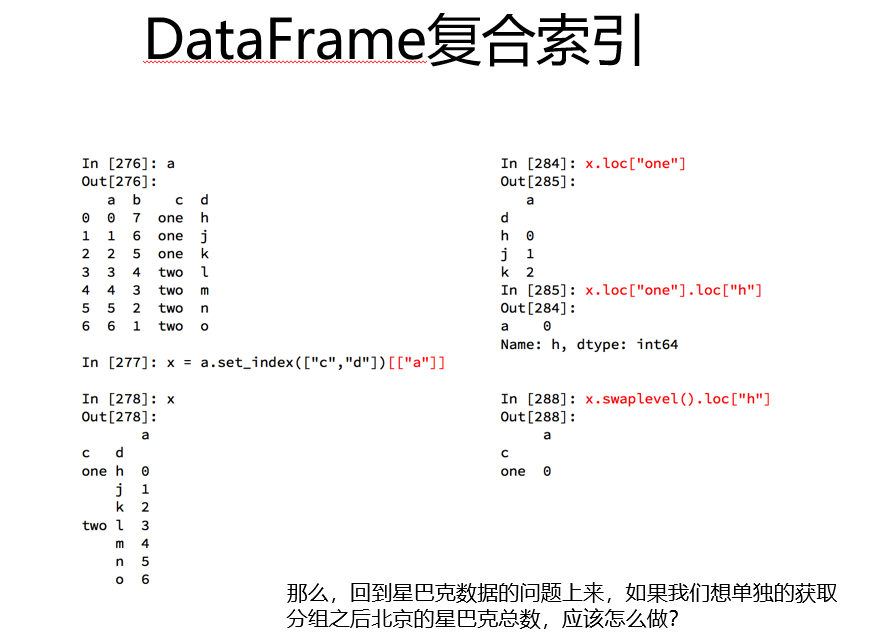 DataFrame复合索引
In [276]: a
Out[276]:
   a  b    c  d
0  0  7  one  h
1  1  6  one  j
2  2  5  one  k
3  3  4  two  l
4  4  3  two  m
5  5  2  two  n
6  6  1  two  o
In [277]: x = a.set_index(["c","d"])[["a"]]
In [278]: x
Out[278]:
       a
c   d
one h  0
    j  1
    k  2
two l  3
    m  4
    n  5
    o  6
In [284]: x.loc["one"]
Out[285]:
   a
d
h  0
j  1
k  2
In [285]: x.loc["one"].loc["h"]
Out[284]:
a    0
Name: h, dtype: int64
In [288]: x.swaplevel().loc["h"]
Out[288]:
     a
c
one  0
那么，回到星巴克数据的问题上来，如果我们想单独的获取
分组之后北京的星巴克总数，应该怎么做?